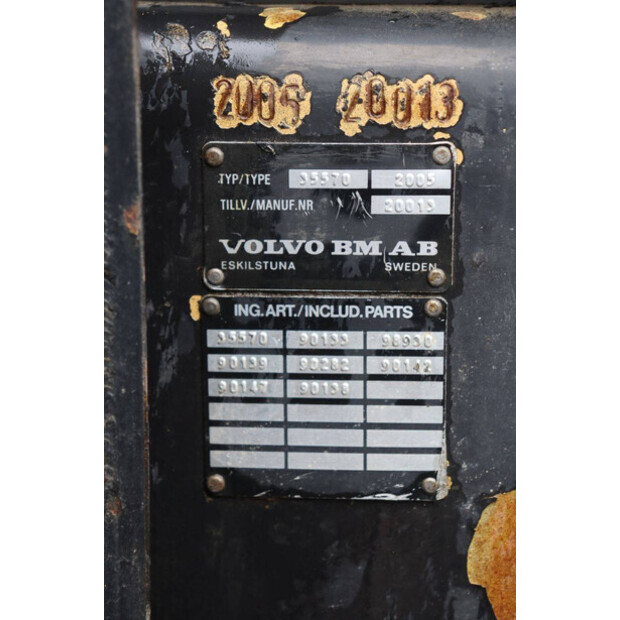 2005 20013
TYP/TYPE 35570 2005
TILLV./MANUF.NR 20013
VOLVO BM AB
ESKILSTUNA SWEDEN
ING.ART./INCLUD.PARTS
35570 90133 98930
90139 90282 90142
90147 90138